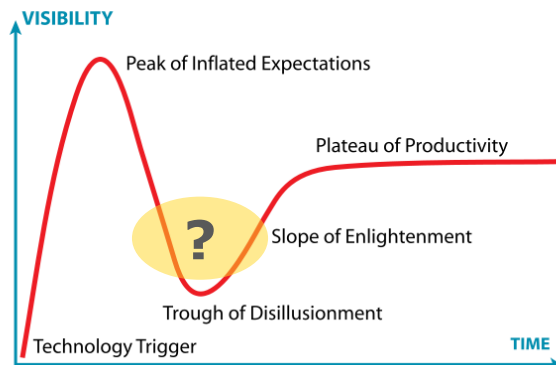 VISIBILITY
Peak of Inflated Expectations
Plateau of Productivity
?
Slope of Enlightenment
Trough of Disillusionment
Technology Trigger
TIME